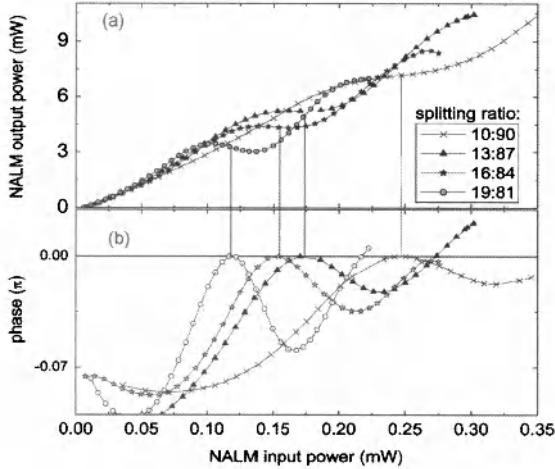 (a)
NALM output power (mW)
9
6
3
0
splitting ratio:
10:90
13:87
16:84
19:81
(b)
phase (π)
0.00
-0.07
0.00 0.05 0.10 0.15 0.20 0.25 0.30 0.35
NALM input power (mW)